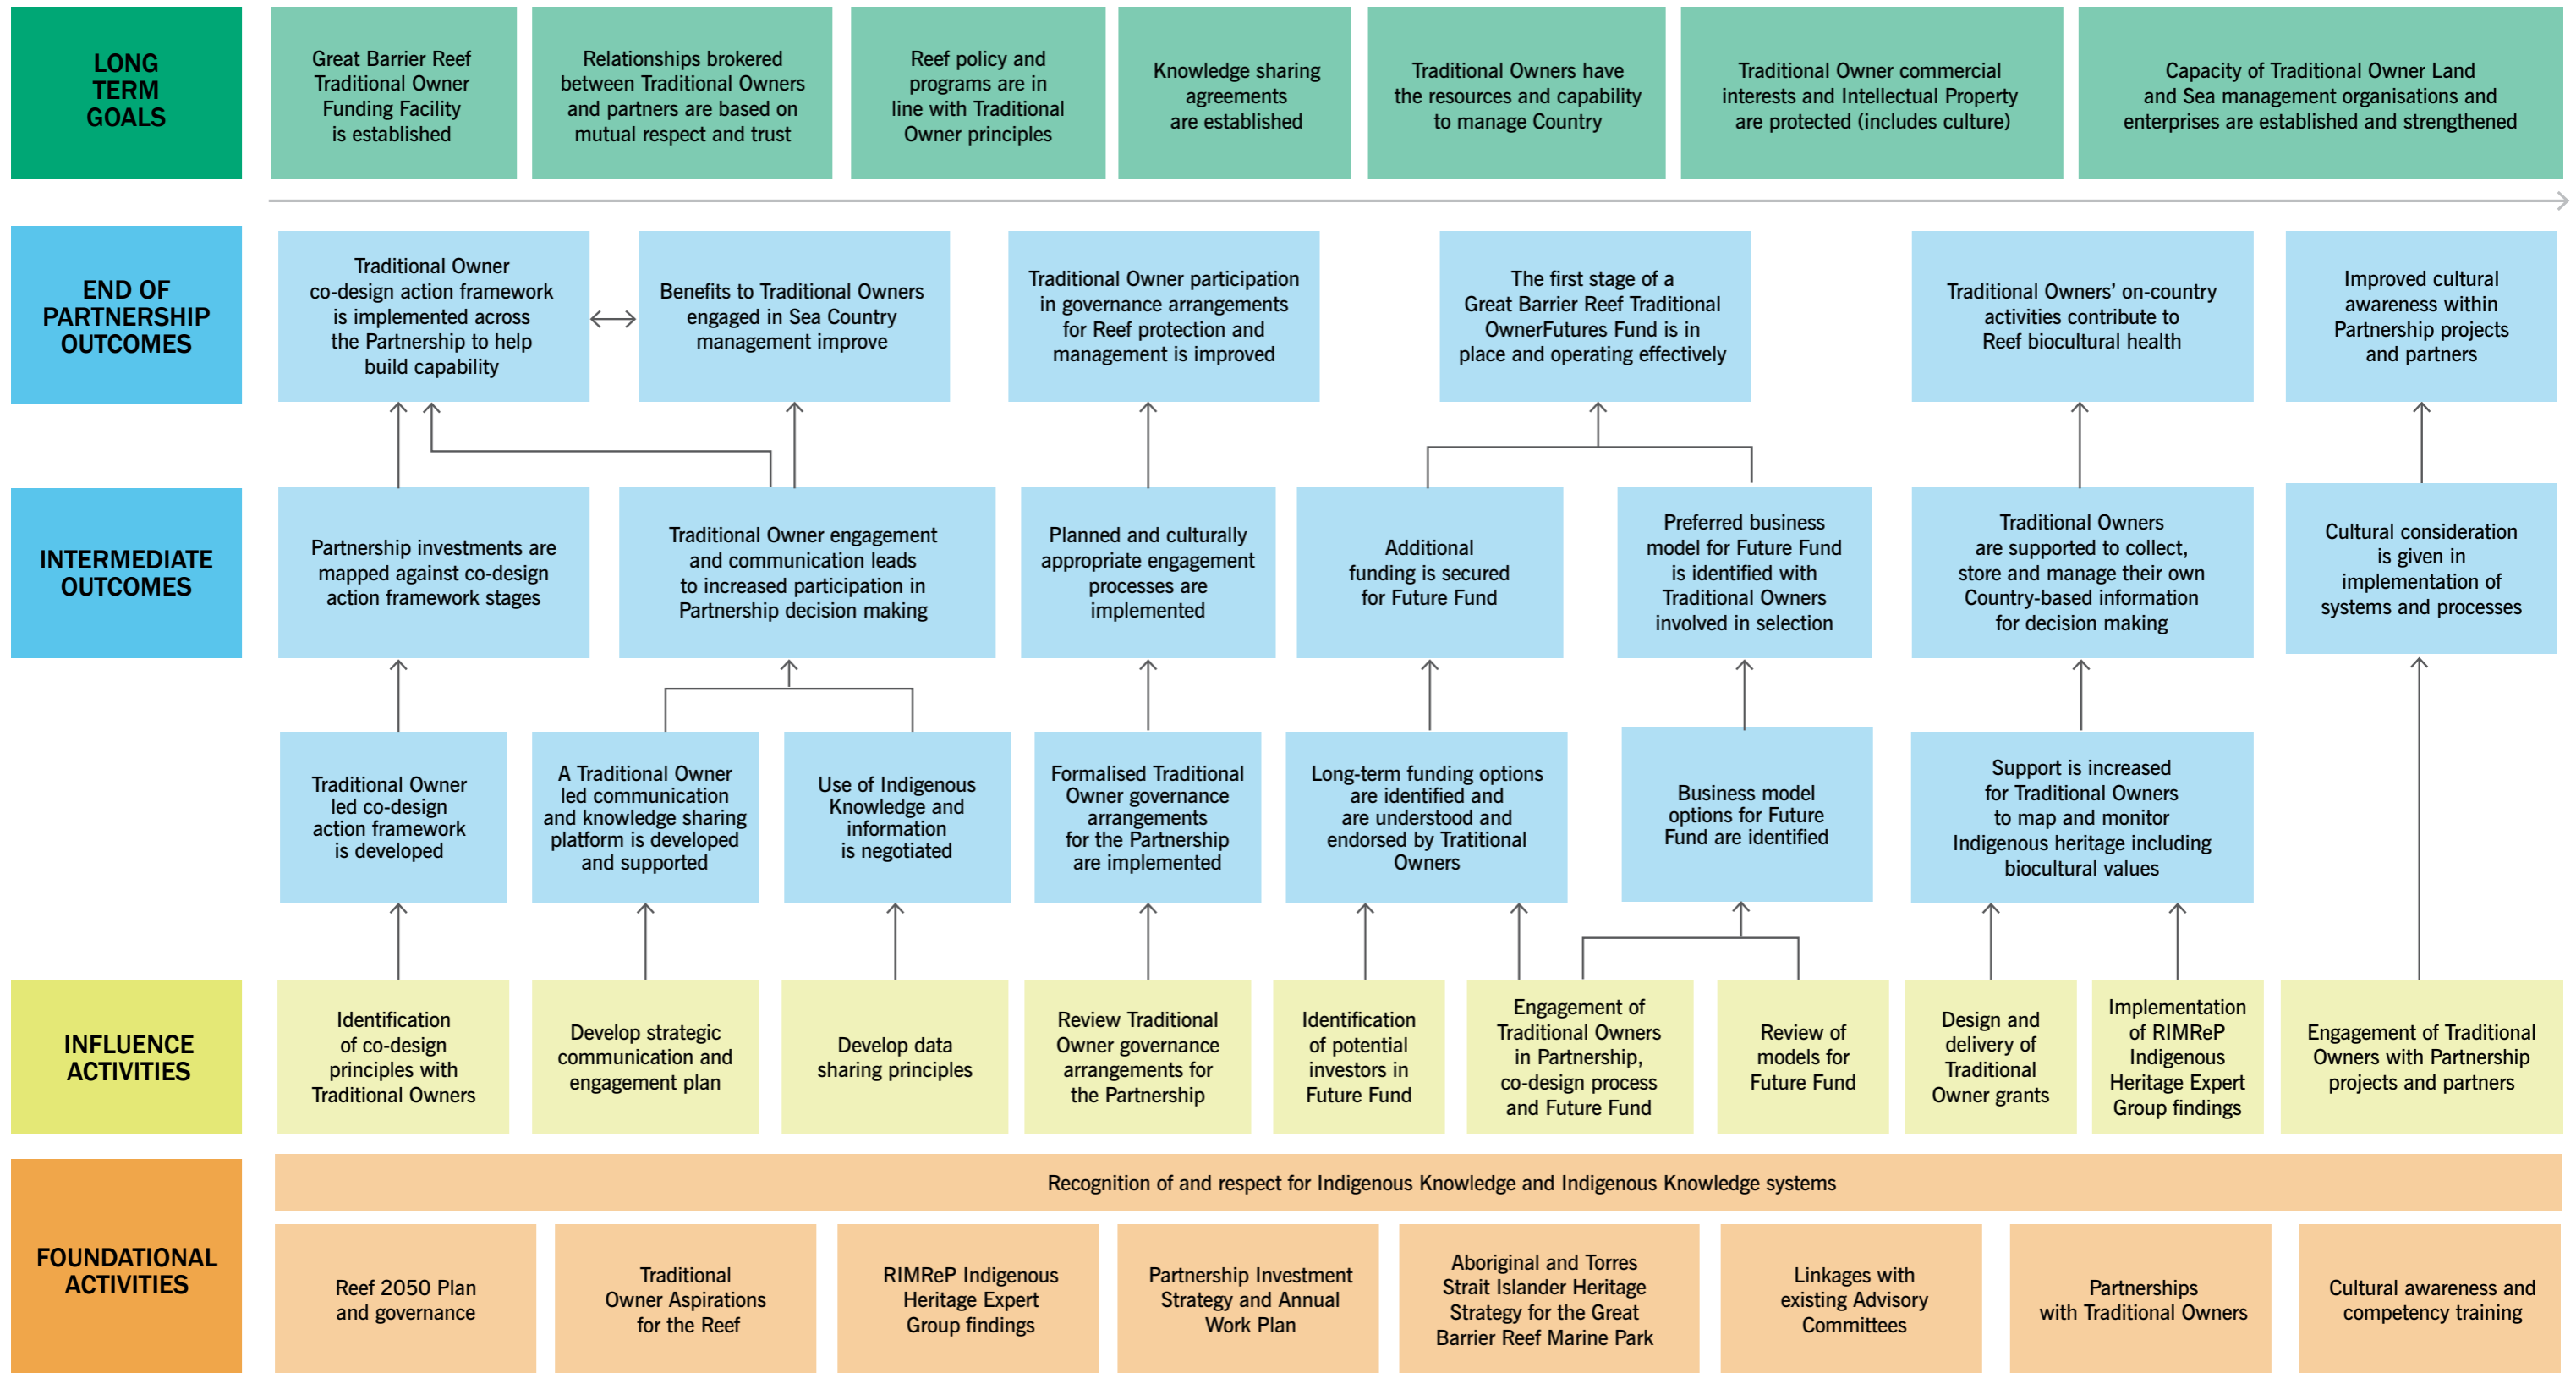 LONG
TERM
GOALS
Great Barrier Reef
Traditional Owner
Funding Facility
is established
Relationships brokered
between Traditional Owners
and partners are based on
mutual respect and trust
Reef policy and
programs are in
line with Traditional
Owner principles
Knowledge sharing
agreements
are established
Traditional Owners have
the resources and capability
to manage Country
Traditional Owner commercial
interests and Intellectual Property
are protected (includes culture)
Capacity of Traditional Owner Land
and Sea management organisations and
enterprises are established and strengthened
END OF
PARTNERSHIP
OUTCOMES
Traditional Owner
co-design action framework
is implemented across
the Partnership to help
build capability
Benefits to Traditional Owners
engaged in Sea Country
management improve
Traditional Owner participation
in governance arrangements
for Reef protection and
management is improved
The first stage of a
Great Barrier Reef Traditional
OwnerFutures Fund is in
place and operating effectively
Traditional Owners' on-country
activities contribute to
Reef biocultural health
Improved cultural
awareness within
Partnership projects
and partners
INTERMEDIATE
OUTCOMES
Partnership investments are
mapped against co-design
action framework stages
Traditional Owner engagement
and communication leads
to increased participation in
Partnership decision making
Planned and culturally
appropriate engagement
processes are
implemented
Additional
funding is secured
for Future Fund
Preferred business
model for Future Fund
is identified with
Traditional Owners
involved in selection
Traditional Owners
are supported to collect,
store and manage their own
Country-based information
for decision making
Cultural consideration
is given in
implementation of
systems and processes
Traditional Owner
led co-design
action framework
is developed
A Traditional Owner
led communication
and knowledge sharing
platform is developed
and supported
Use of Indigenous
Knowledge and
information
is negotiated
Formalised Traditional
Owner governance
arrangements
for the Partnership
are implemented
Long-term funding options
are identified and
are understood and
endorsed by Tratitional
Owners
Business model
options for Future
Fund are identified
Support is increased
for Traditional Owners
to map and monitor
Indigenous heritage including
biocultural values
INFLUENCE
ACTIVITIES
Identification
of co-design
principles with
Traditional Owners
Develop strategic
communication and
engagement plan
Develop data
sharing principles
Review Traditional
Owner governance
arrangements for
the Partnership
Identification
of potential
investors in
Future Fund
Engagement of
Traditional Owners
in Partnership,
co-design process
and Future Fund
Review of
models for
Future Fund
Design and
delivery of
Traditional
Owner grants
Implementation
of RIMReP
Indigenous
Heritage Expert
Group findings
Engagement of Traditional
Owners with Partnership
projects and partners
FOUNDATIONAL
ACTIVITIES
Recognition of and respect for Indigenous Knowledge and Indigenous Knowledge systems
Reef 2050 Plan
and governance
Traditional
Owner Aspirations
for the Reef
RIMReP Indigenous
Heritage Expert
Group findings
Partnership Investment
Strategy and Annual
Work Plan
Aboriginal and Torres
Strait Islander Heritage
Strategy for the Great
Barrier Reef Marine Park
Linkages with
existing Advisory
Committees
Partnerships
with Traditional Owners
Cultural awareness and
competency training